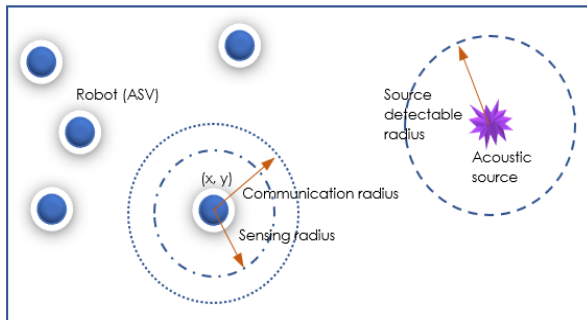 Robot (ASV)
Source
detectable
radius
Acoustic
source
(x, y)
Communication radius
Sensing radius